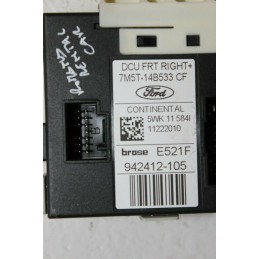 DCU FRT RIGHT+
7M5T-14B533 CF
Ford
CONTINENTAL
5WK 11 584I
11222010
brose E521F
942412-105